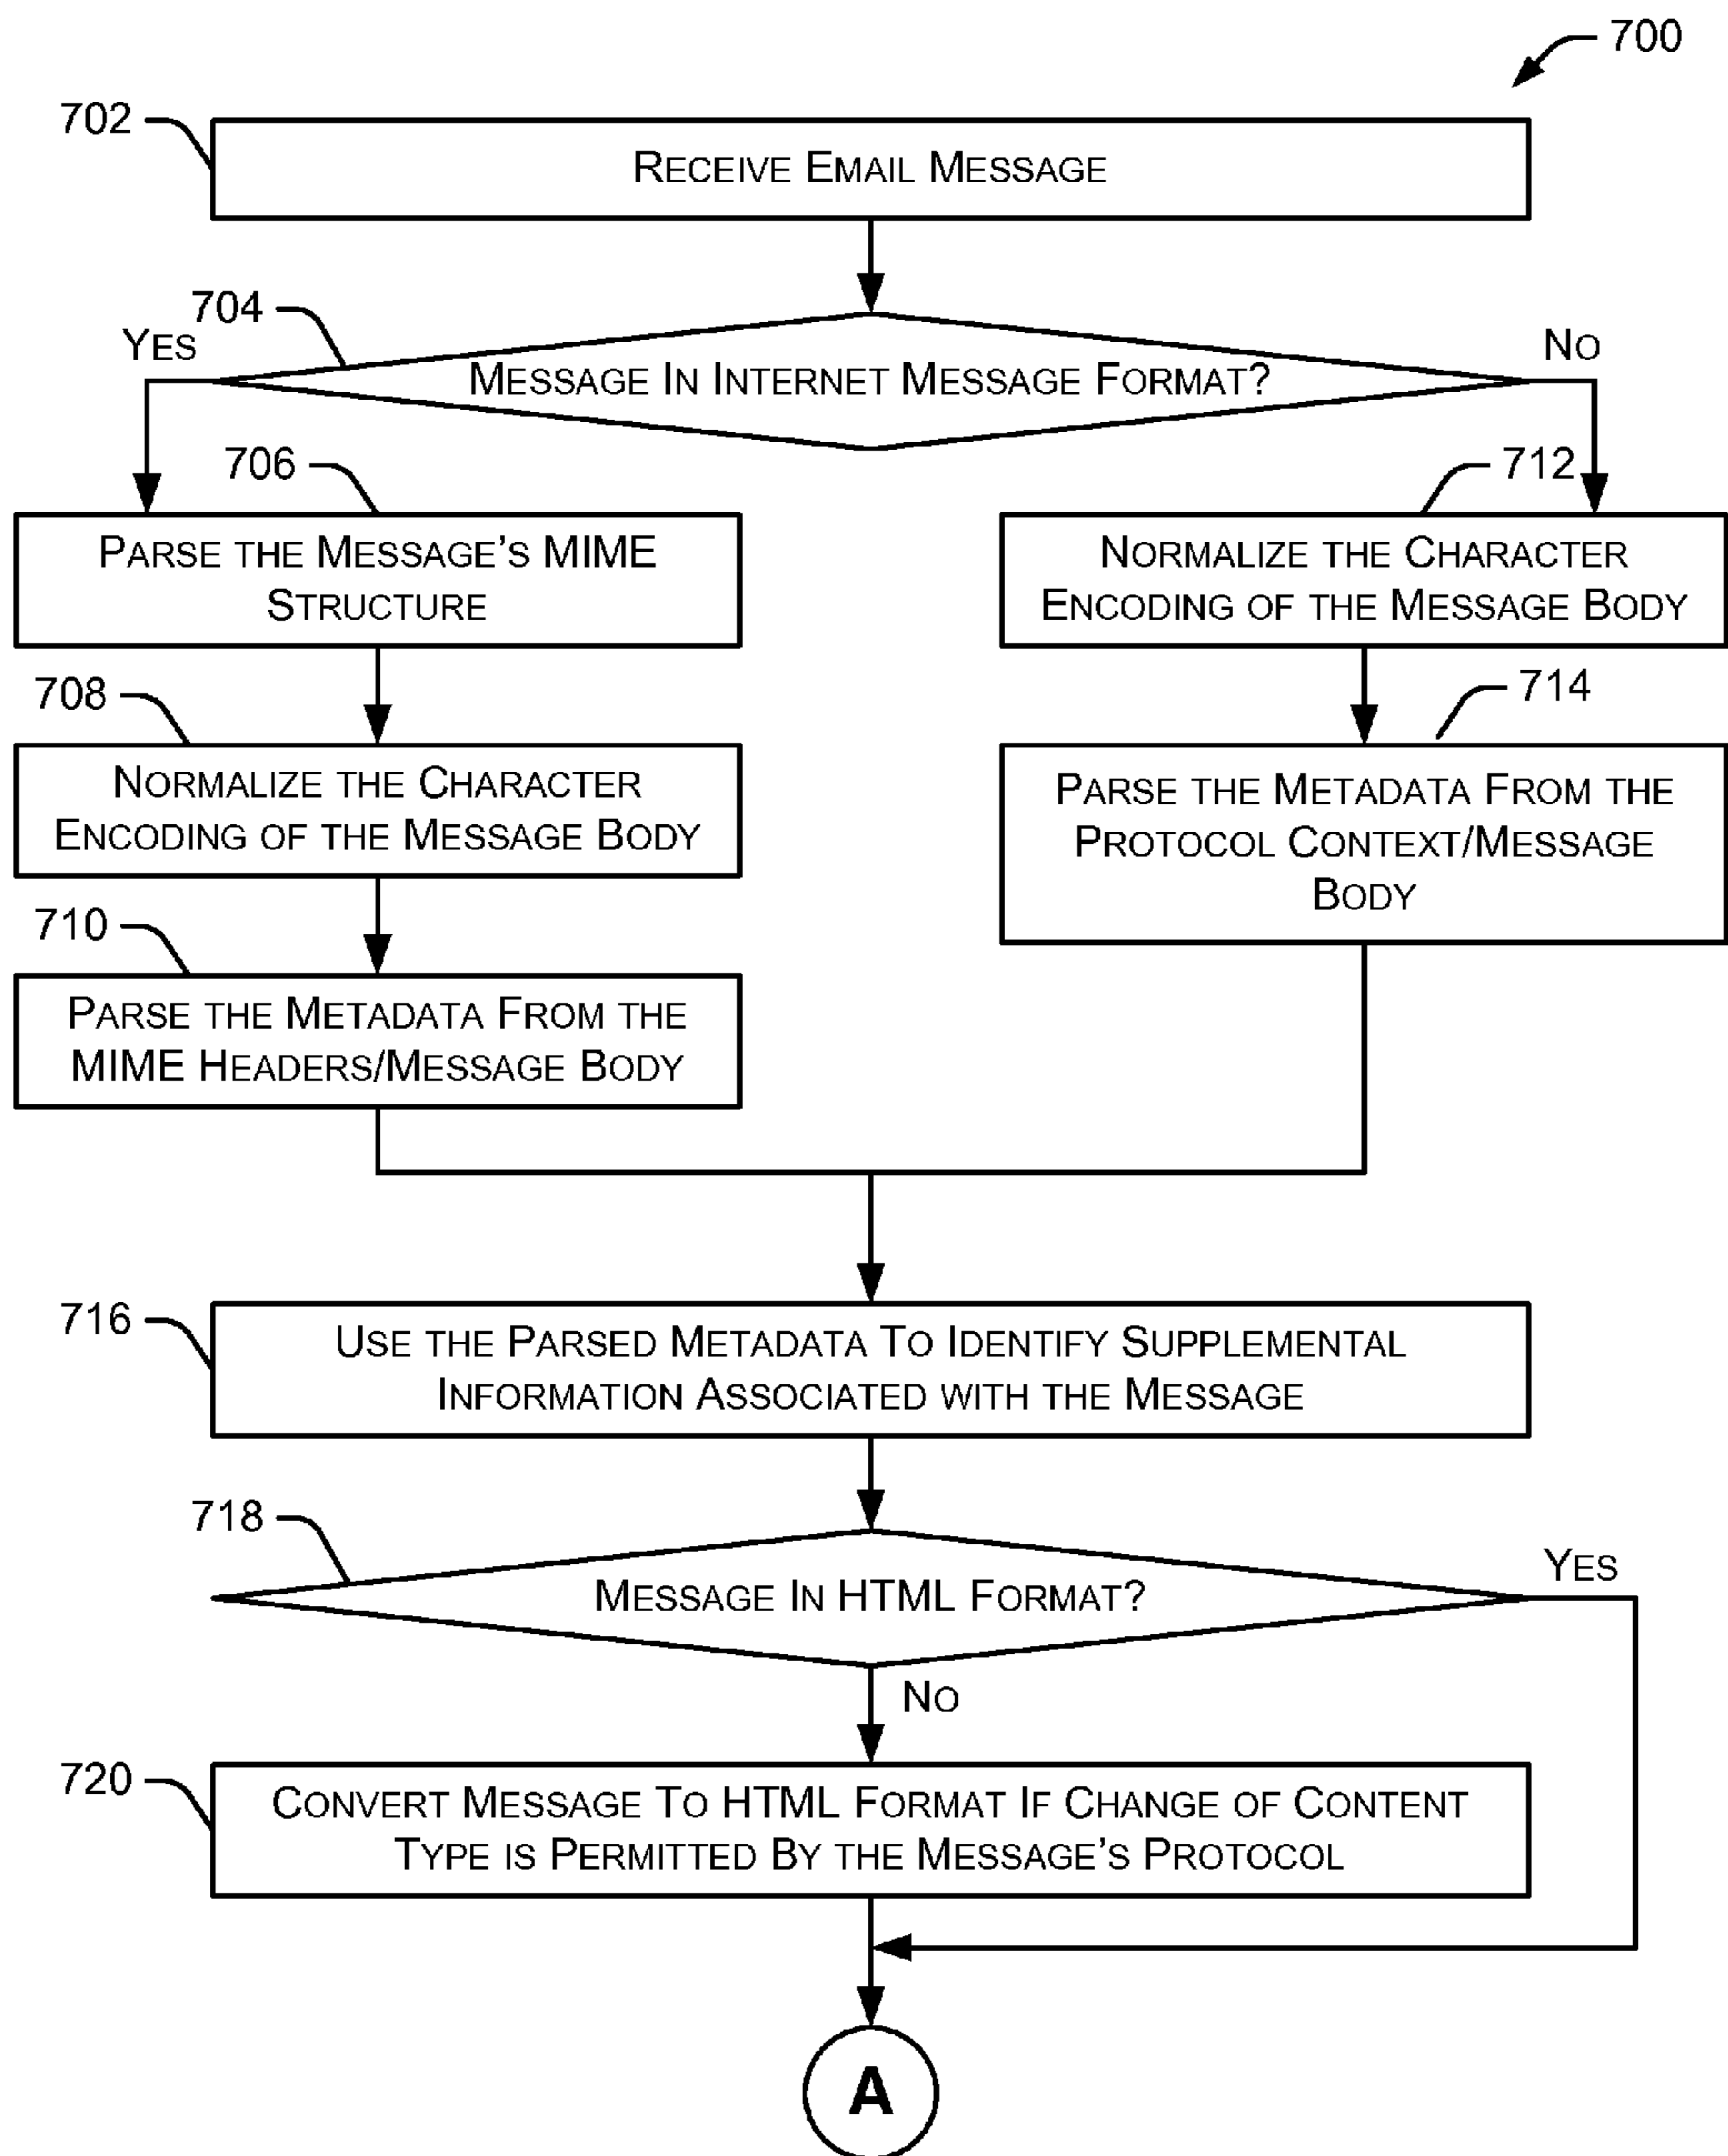 700
702
RECEIVE EMAIL MESSAGE
704
YES
NO
MESSAGE IN INTERNET MESSAGE FORMAT?
706
712
PARSE THE MESSAGE'S MIME
STRUCTURE
NORMALIZE THE CHARACTER
ENCODING OF THE MESSAGE BODY
708
714
NORMALIZE THE CHARACTER
ENCODING OF THE MESSAGE BODY
PARSE THE METADATA FROM THE
PROTOCOL CONTEXT/MESSAGE
BODY
710
PARSE THE METADATA FROM THE
MIME HEADERS/MESSAGE BODY
716
USE THE PARSED METADATA TO IDENTIFY SUPPLEMENTAL
INFORMATION ASSOCIATED WITH THE MESSAGE
718
YES
MESSAGE IN HTML FORMAT?
NO
720
CONVERT MESSAGE TO HTML FORMAT IF CHANGE OF CONTENT
TYPE IS PERMITTED BY THE MESSAGE'S PROTOCOL
A